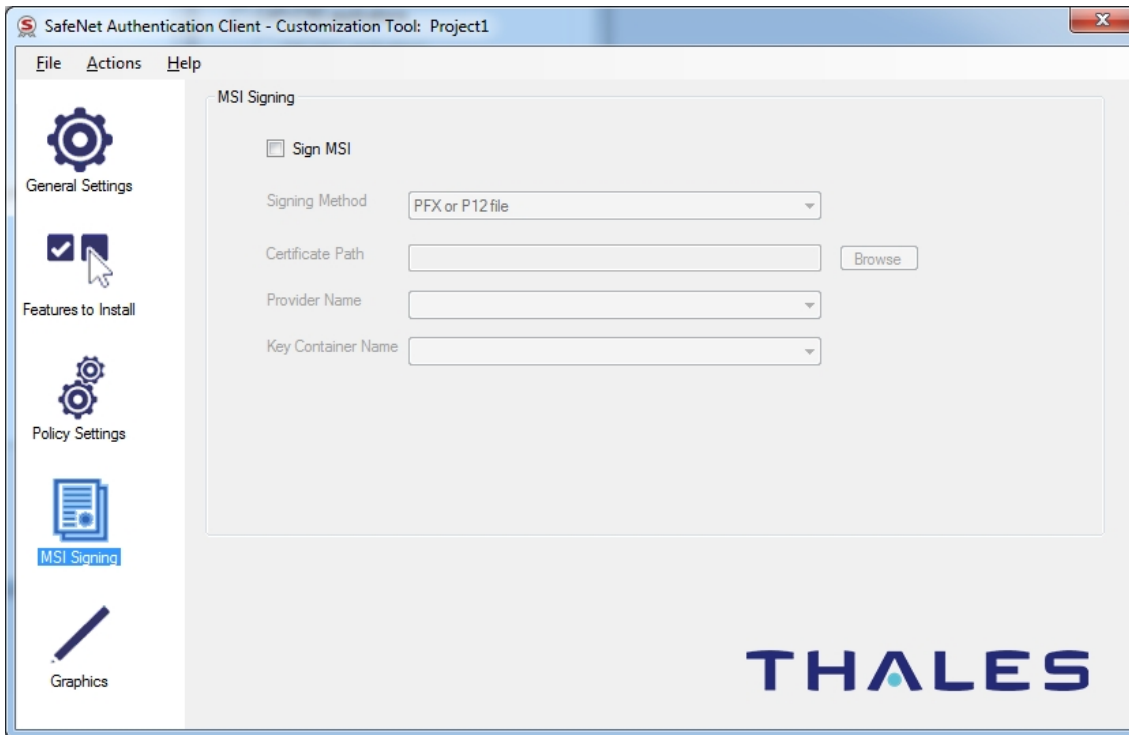 SafeNet Authentication Client - Customization Tool: Project1
File Actions Help
General Settings
Features to Install
Policy Settings
MSI Signing
Graphics
MSI Signing
Sign MSI
Signing Method PFX or P12 file
Certificate Path Browse
Provider Name
Key Container Name
THALES